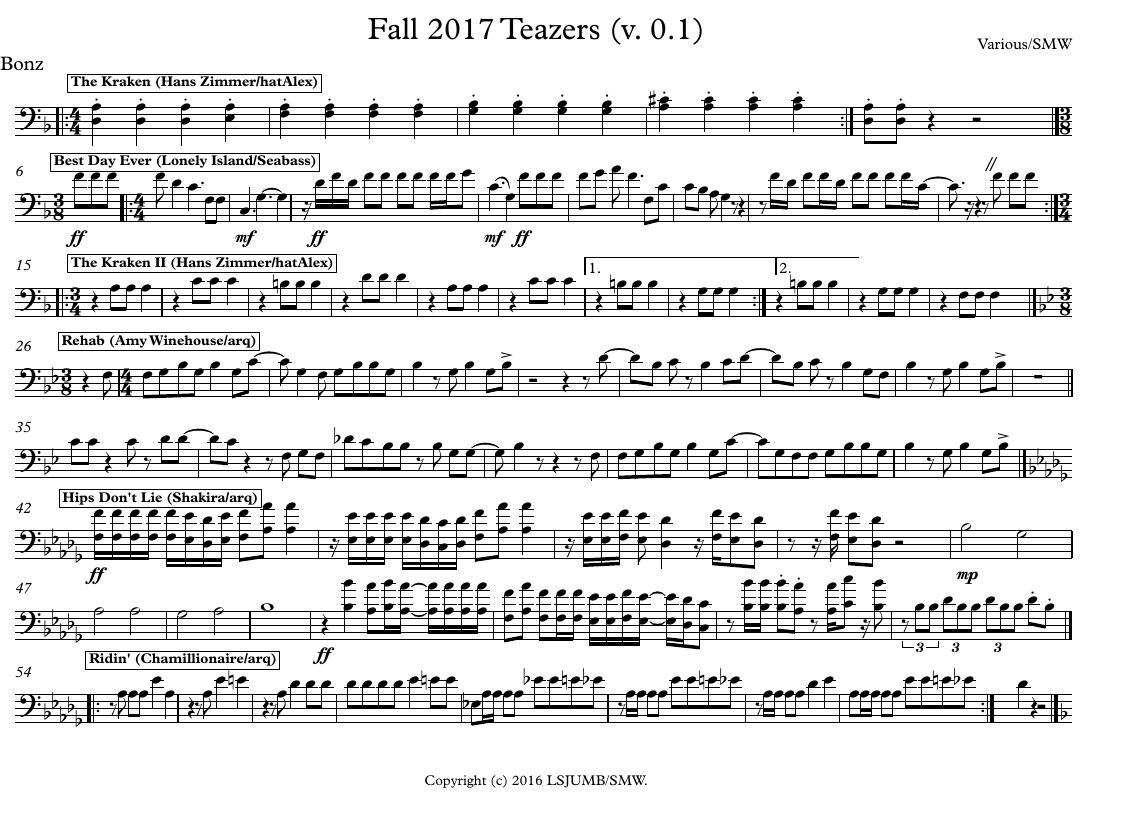 Fall 2017 Teazers (v. 0.1)
Various/SMW
Bonz
The Kraken (Hans Zimmer/hatAlex)
6
Best Day Ever (Lonely Island/Seabass)
ff mf ff mf ff
15
The Kraken II (Hans Zimmer/hatAlex)
1. 2.
26
Rehab (Amy Winehouse/arq)
35
42
Hips Don't Lie (Shakira/arq)
ff mp
47
ff 3 3 3
54
Ridin' (Chamillionaire/arq)
Copyright (c) 2016 LSJUMB/SMW.